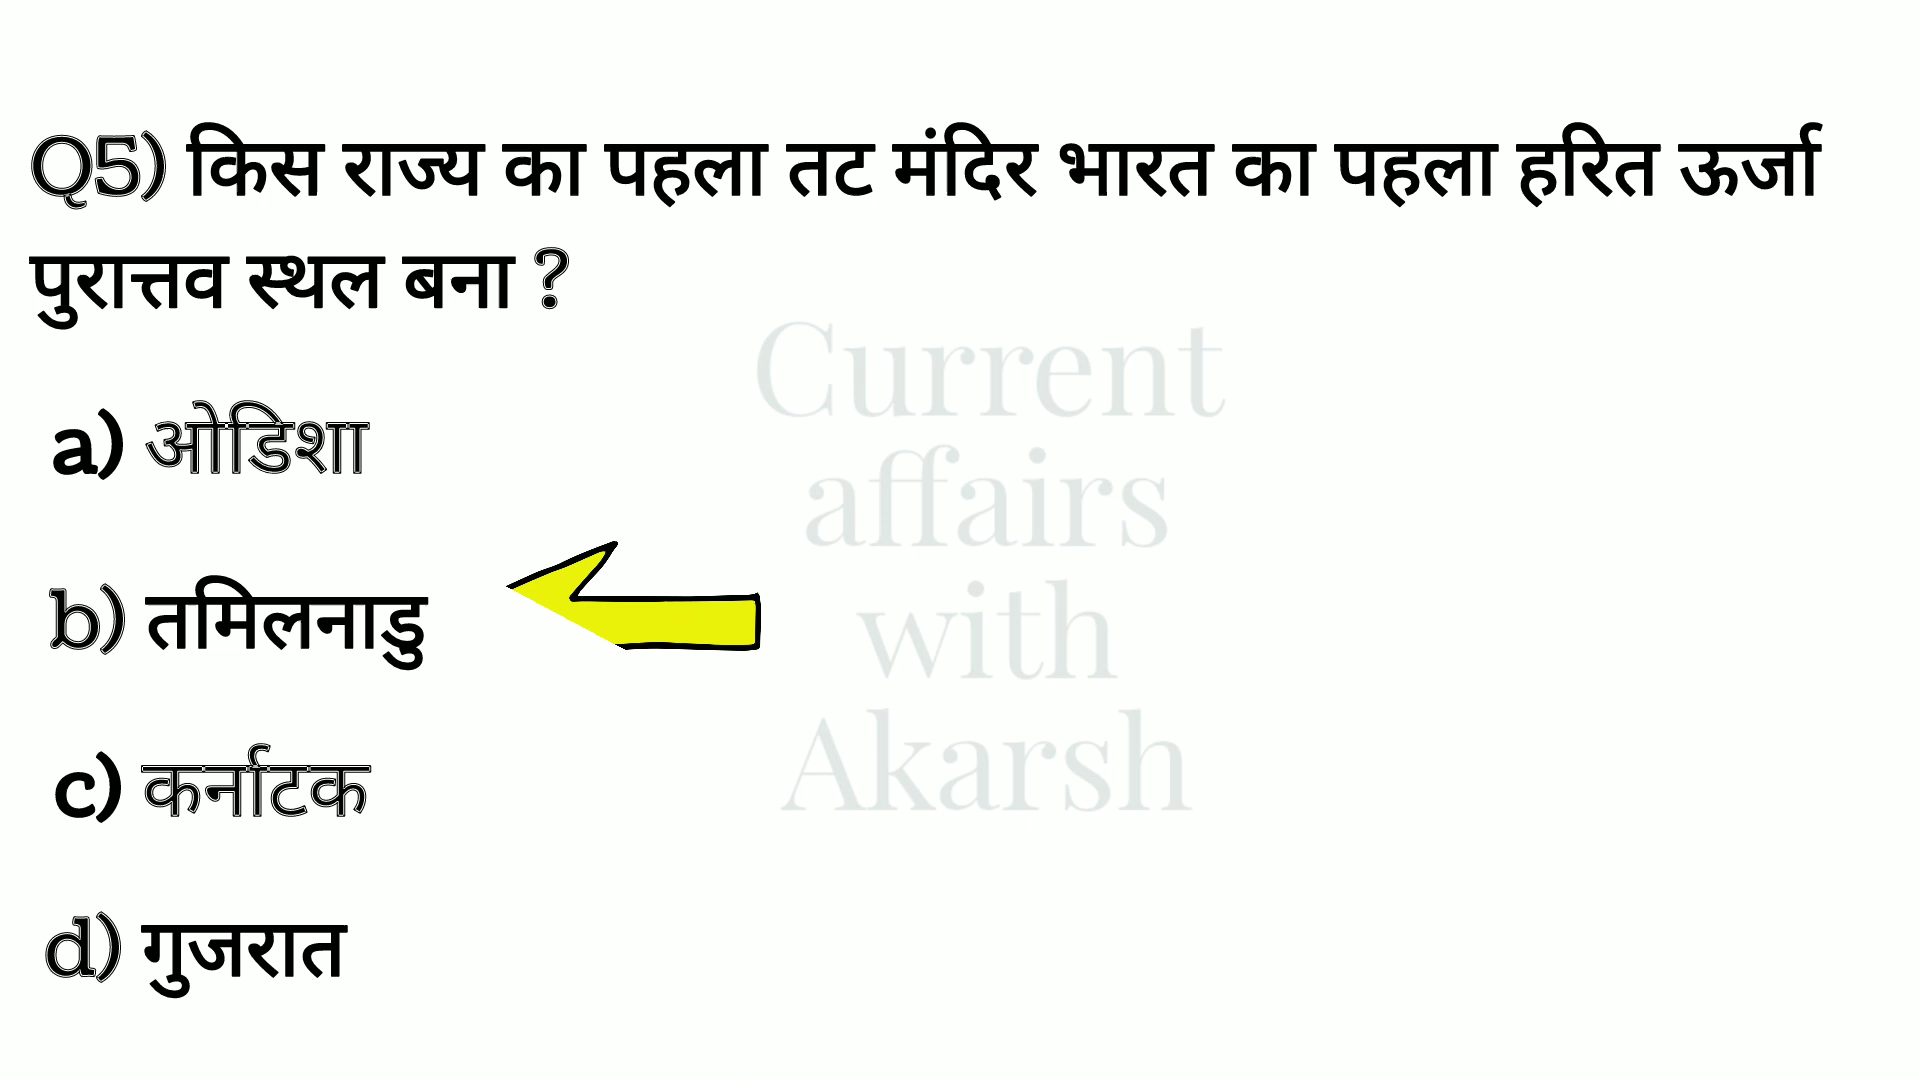 Q5) किस राज्य का पहला तट मंदिर भारत का पहला हरित ऊर्जा
पुरात्तव स्थल बना ?
Current
affairs
with
Akarsh
a) ओडिशा
b) तमिलनाडु
c) कर्नाटक
d) गुजरात